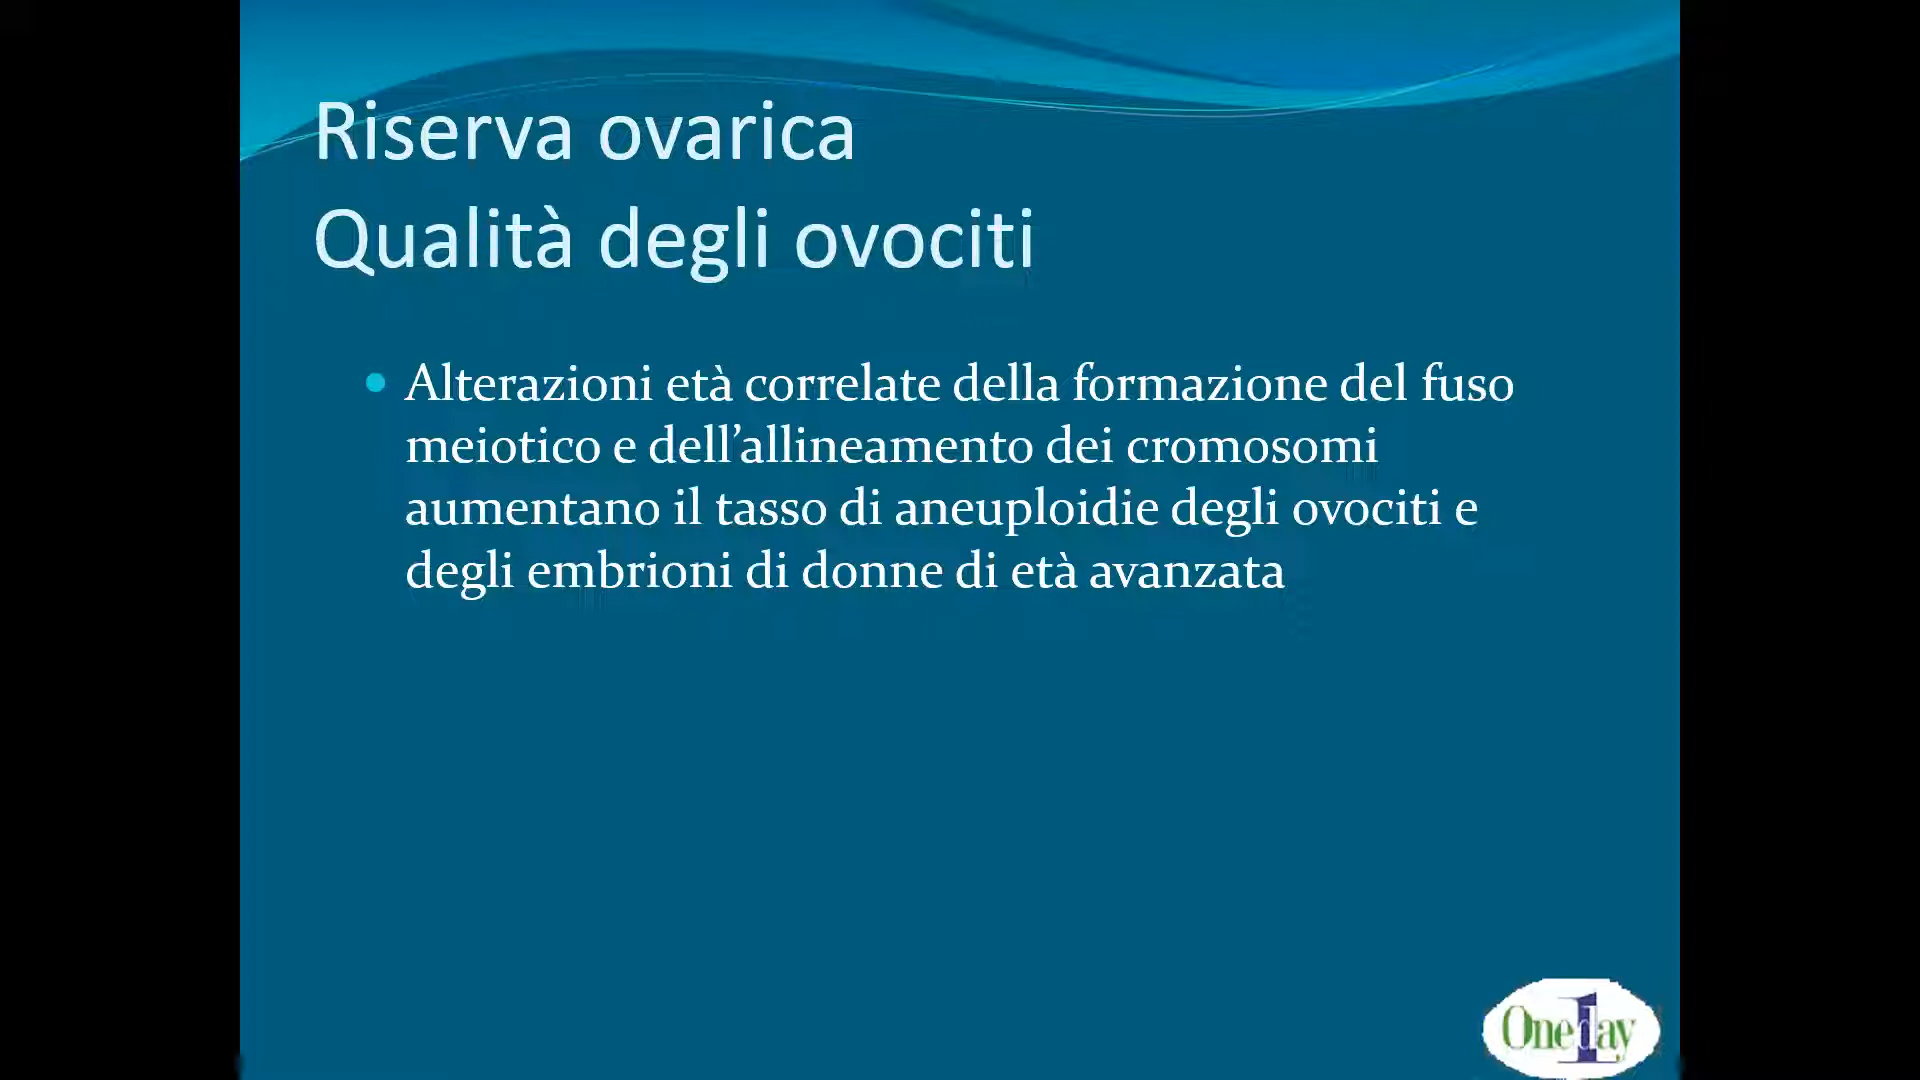 Riserva ovarica
Qualità degli ovociti
• Alterazioni età correlate della formazione del fuso
meiotico e dell’allineamento dei cromosomi
aumentano il tasso di aneuploidie degli ovociti e
degli embrioni di donne di età avanzata
One1day